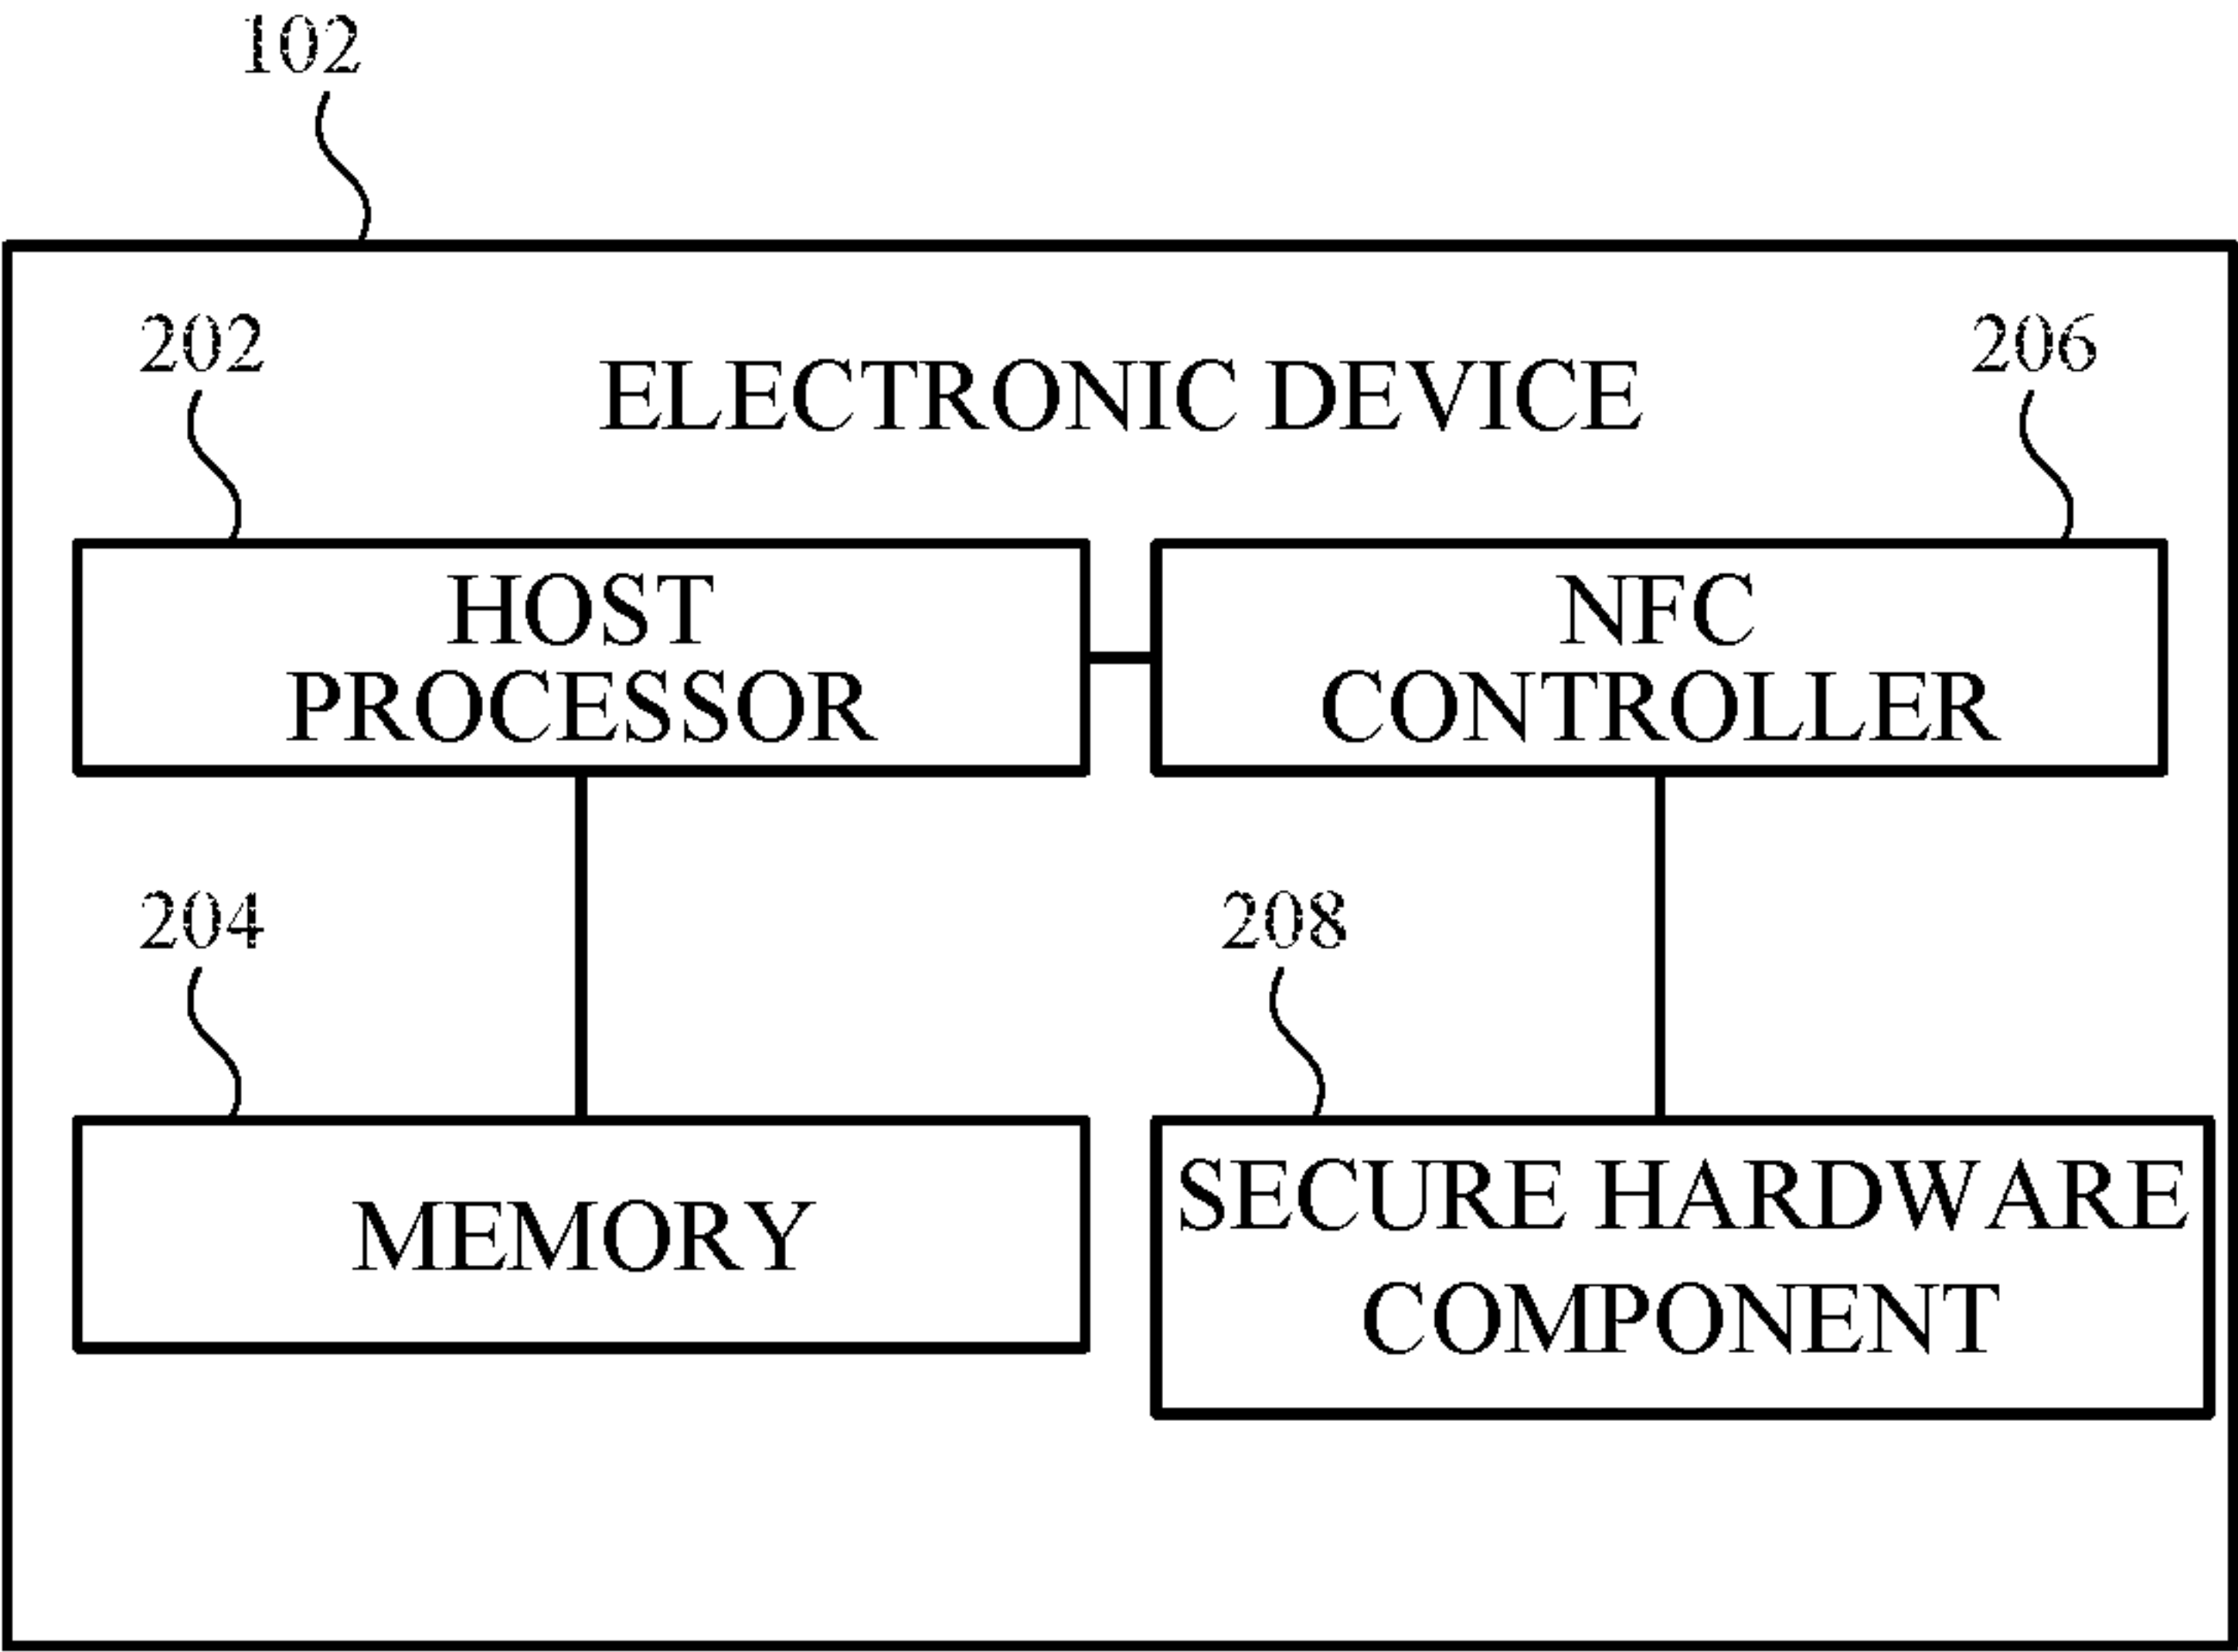 102
202
ELECTRONIC DEVICE
206
HOST
PROCESSOR
NFC
CONTROLLER
204
208
MEMORY
SECURE HARDWARE
COMPONENT